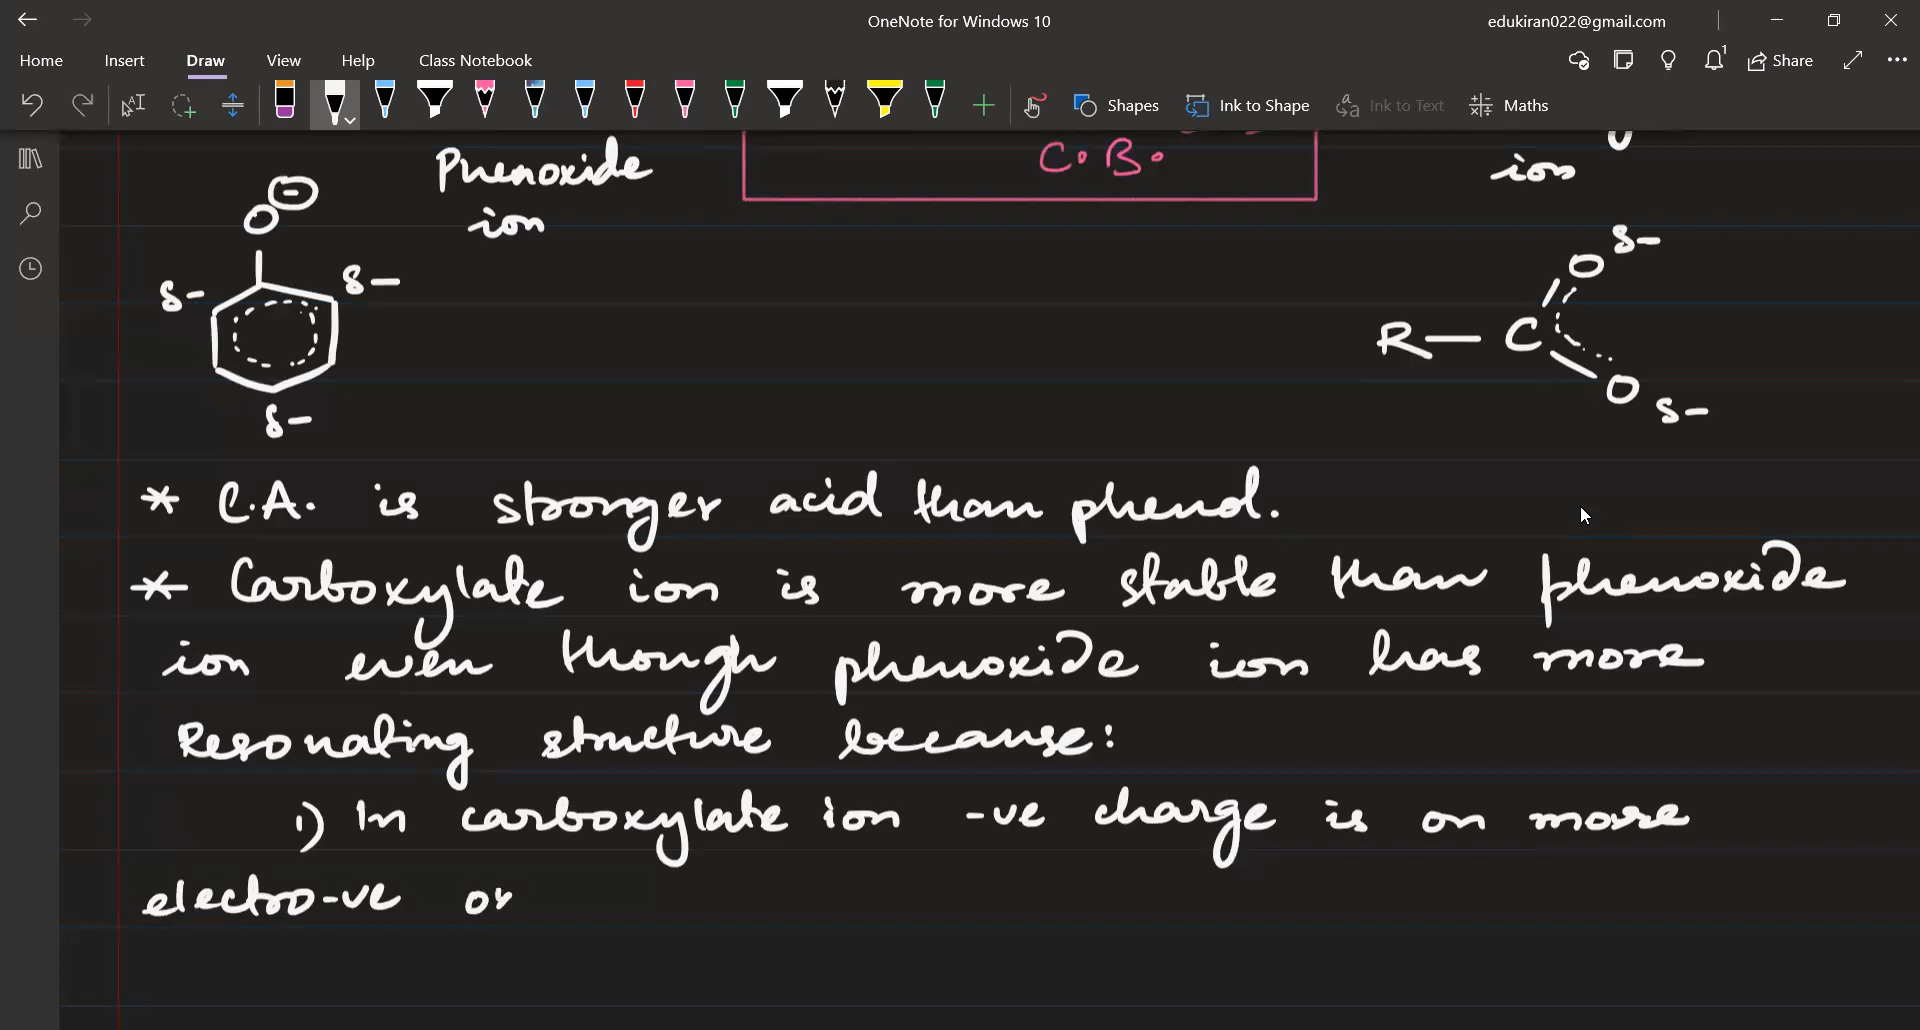 OneNote for Windows 10
edukiran022@gmail.com
Home Insert Draw View Help Class Notebook
1 Share
Shapes Ink to Shape Ink to Text Maths
Phenoxide
ion
C.B.
ion
O⊖
δ- δ-
δ-
O δ-
R-C
O δ-
* C.A. is stronger acid than phenol.
* Carboxylate ion is more stable than phenoxide
ion even though phenoxide ion has more
Resonating structure because:
1) In carboxylate ion -ve charge is on more
electro-ve ox